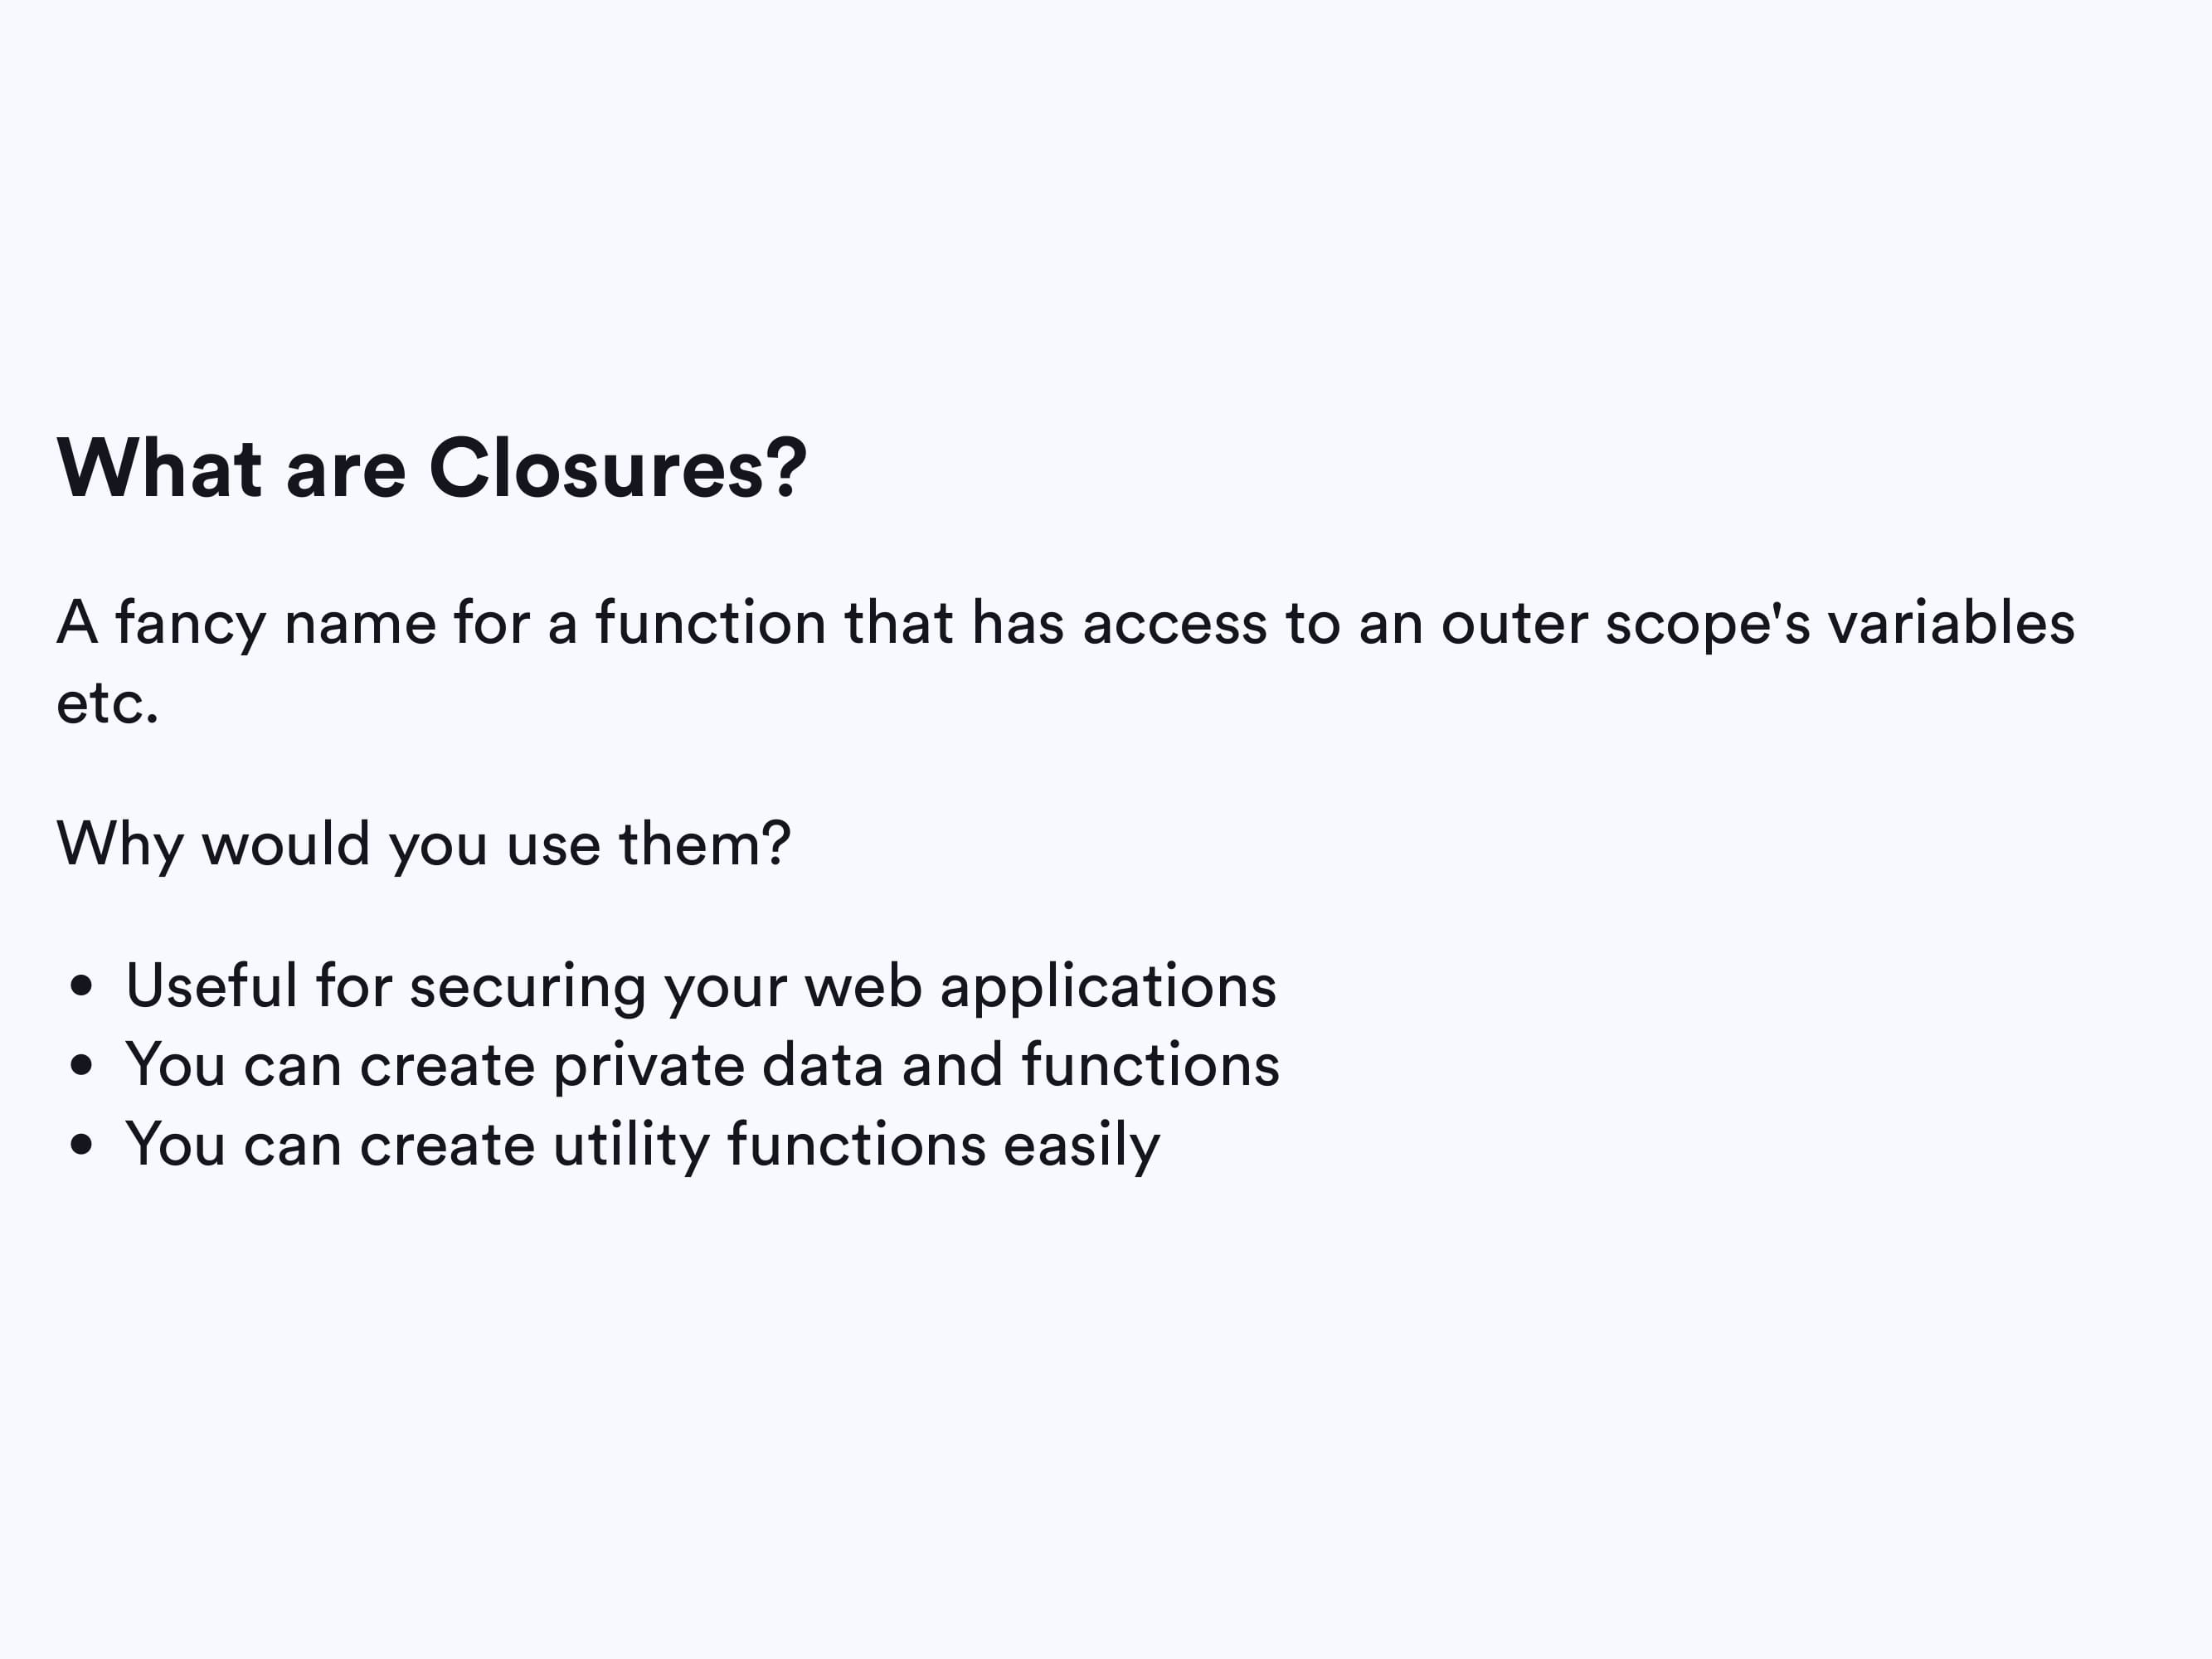 What are Closures?
A fancy name for a function that has access to an outer scope's variables
etc.
Why would you use them?
• Useful for securing your web applications
• You can create private data and functions
• You can create utility functions easily